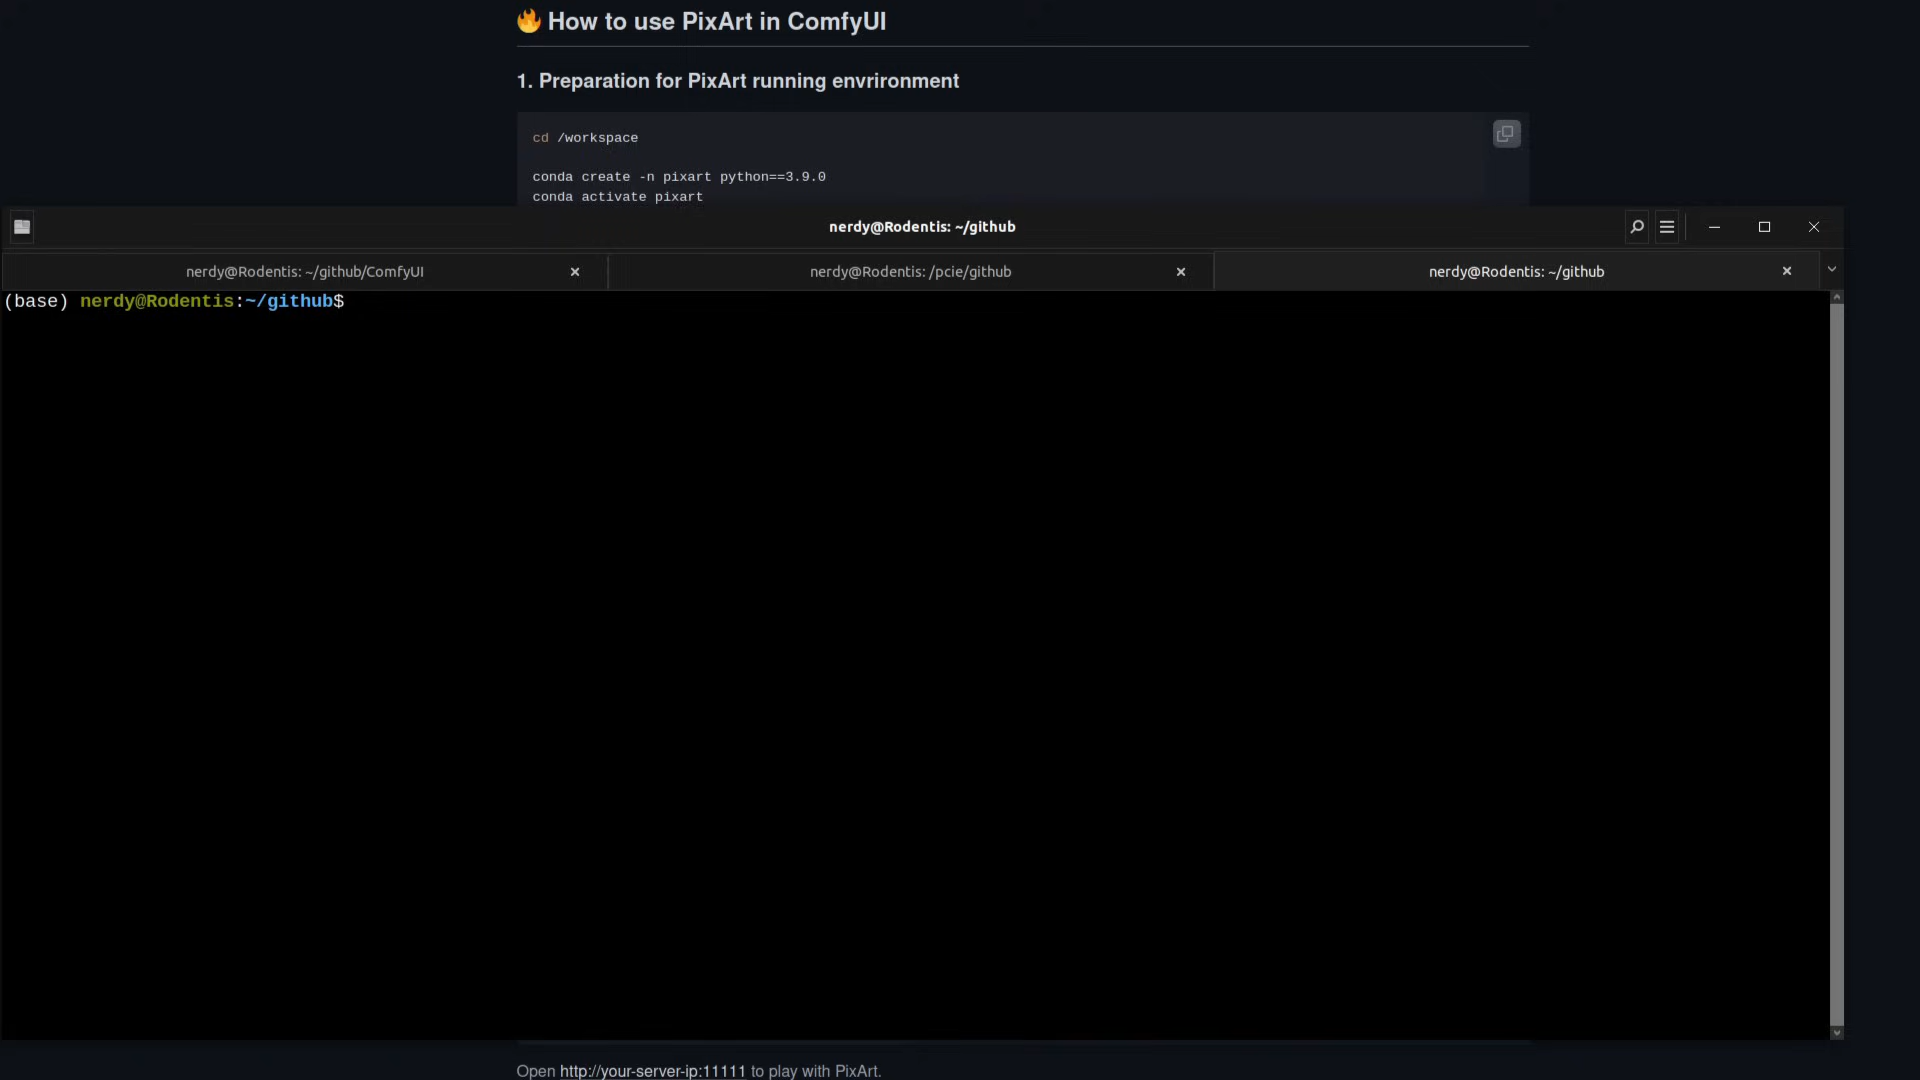 🔥 How to use PixArt in ComfyUI
1. Preparation for PixArt running envrironment
cd /workspace
conda create -n pixart python==3.9.0
conda activate pixart
nerdy@Rodentis: ~/github
nerdy@Rodentis: ~/github/ComfyUI
nerdy@Rodentis: /pcie/github
nerdy@Rodentis: ~/github
(base) nerdy@Rodentis:~/github$
Open http://your-server-ip:11111 to play with PixArt.